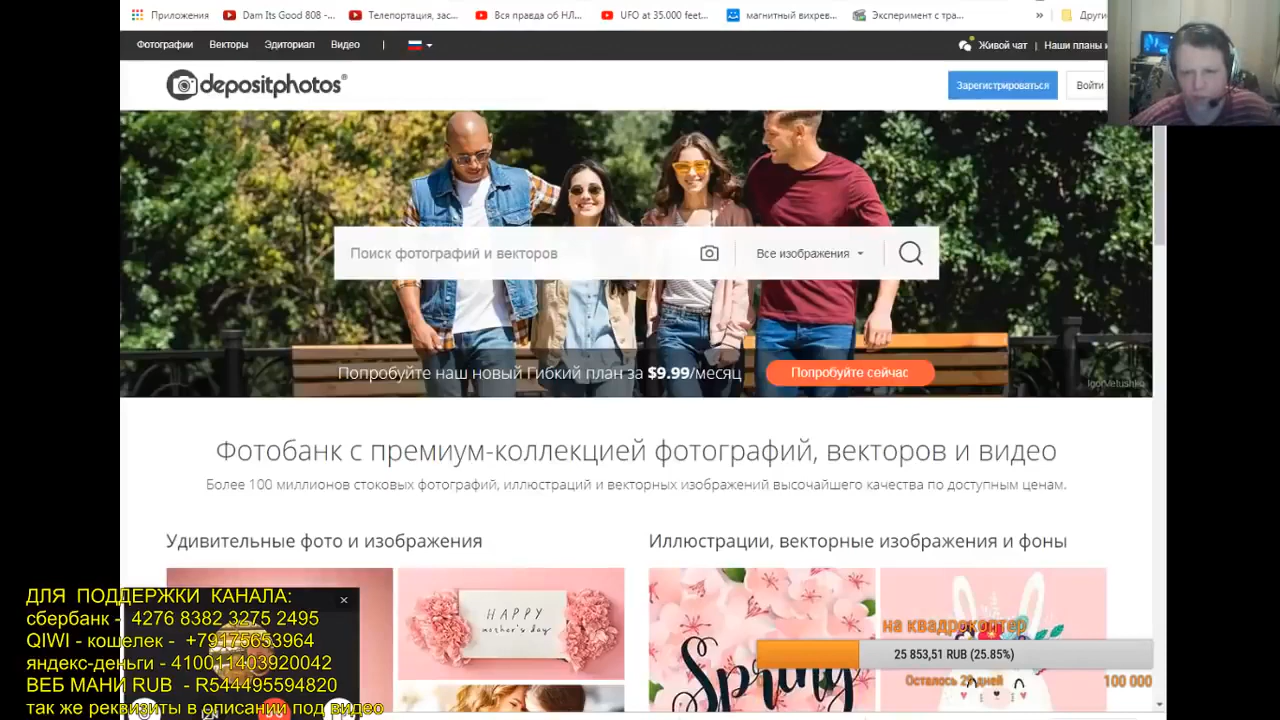 Приложения
Dam Its Good 808 -...
Телепортация, зас...
Вся правда об НЛ...
UFO at 35.000 feet...
магнитный вихрев...
Эксперимент с тра...
»
Други
Фотографии
Векторы
Эдиториал
Видео
Живой чат
Наши планы и
depositphotos®
Зарегистрироваться
Войти
Поиск фотографий и векторов
Все изображения
Попробуйте наш новый Гибкий план за $9.99/месяц
Попробуйте сейчас
IgorVetushko
Фотобанк с премиум-коллекцией фотографий, векторов и видео
Более 100 миллионов стоковых фотографий, иллюстраций и векторных изображений высочайшего качества по доступным ценам.
Удивительные фото и изображения
Иллюстрации, векторные изображения и фоны
HAPPY
mother's day
Spring
на квадрокоптер
25 853,51 RUB (25.85%)
100 000
ДЛЯ ПОДДЕРЖКИ КАНАЛА:
сбербанк - 4276 8382 3275 2495
QIWI - кошелек - +79175653964
яндекс-деньги - 410011403920042
ВЕБ МАНИ RUB - R544495594820
так же реквизиты в описании под видео